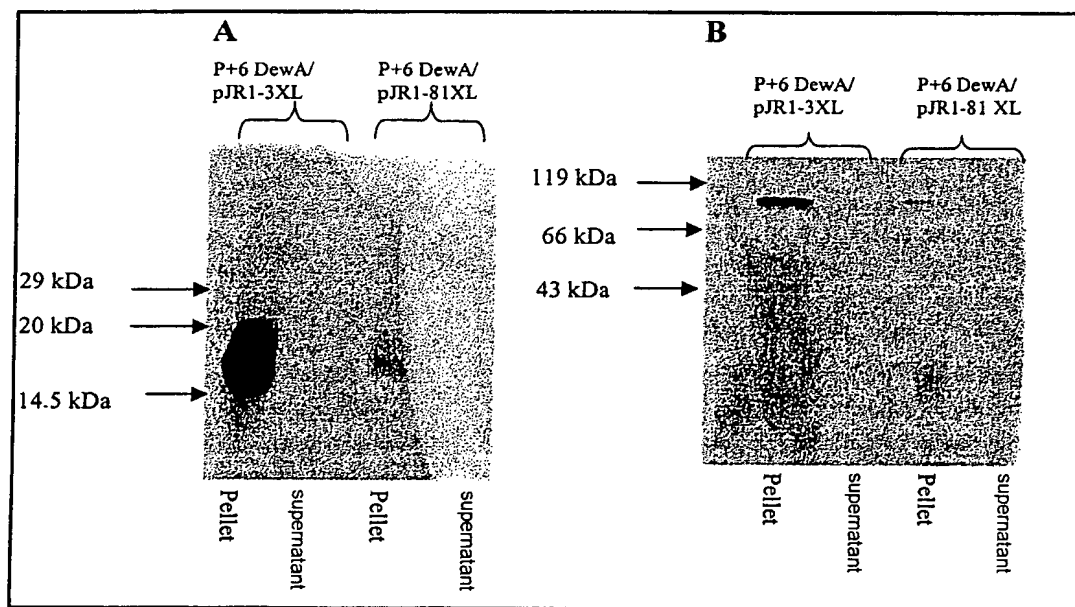 A
P+6 DewA/
pJR1-3XL
P+6 DewA/
pJR1-81XL
29 kDa
20 kDa
14.5 kDa
Pellet
supernatant
Pellet
supernatant
B
P+6 DewA/
pJR1-3XL
P+6 DewA/
pJR1-81 XL
119 kDa
66 kDa
43 kDa
Pellet
supernatant
Pellet
supernatant